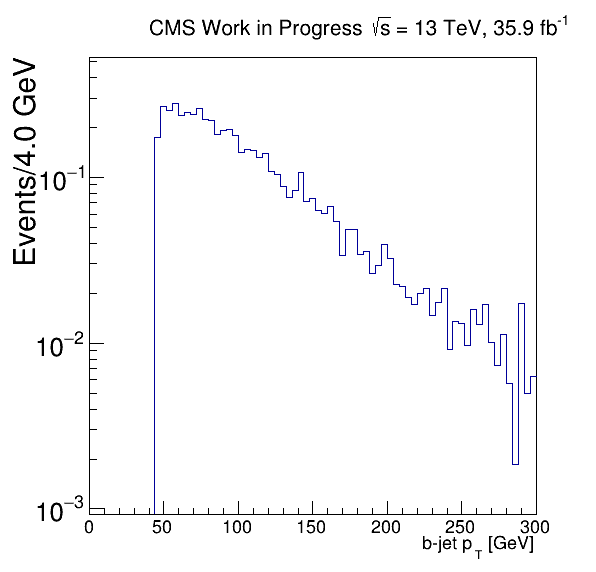 CMS Work in Progress √s = 13 TeV, 35.9 fb⁻¹
Events/4.0 GeV
10⁻¹
10⁻²
10⁻³
0 50 100 150 200 250 300
b-jet p_T [GeV]